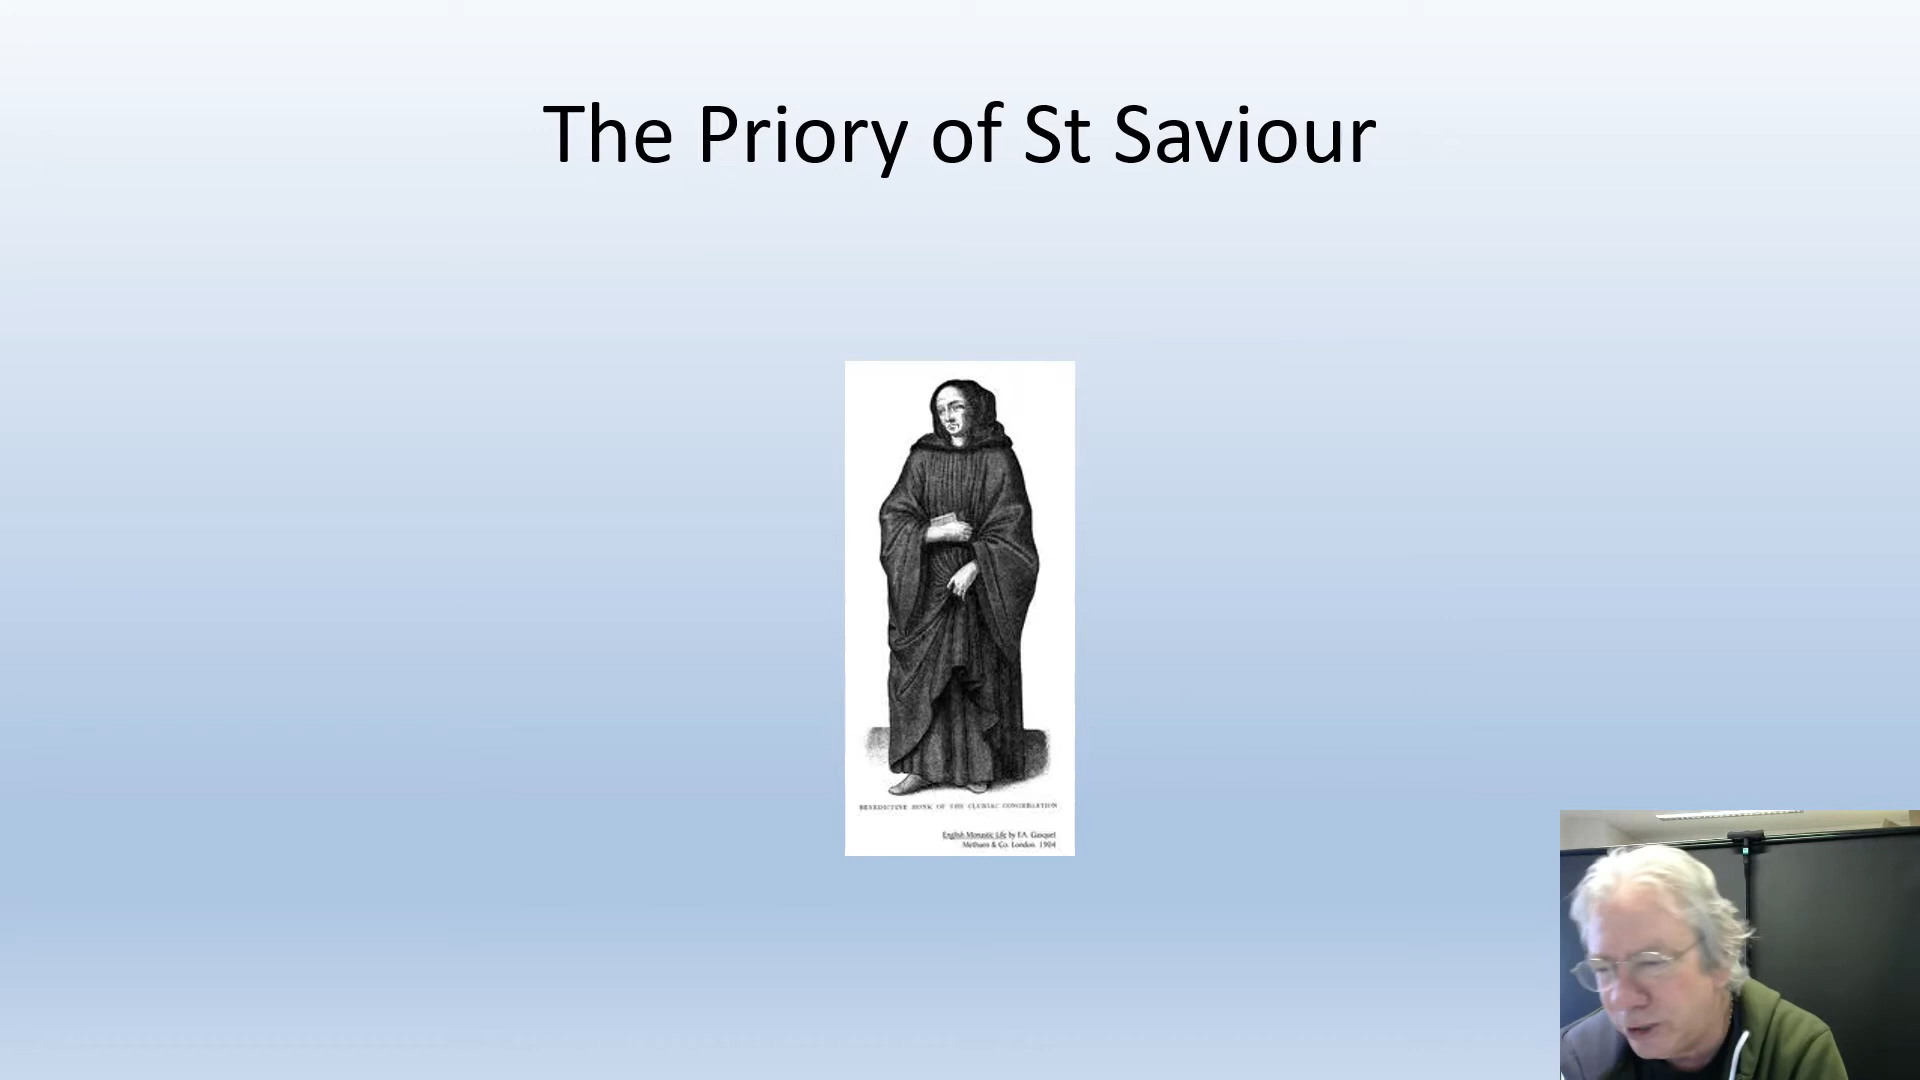 The Priory of St Saviour
BENEDICTINE MONK OF THE CLUNIAC CONGREGATION
English Monastic Life by F.A. Gasquet
Methuen & Co. London. 1904